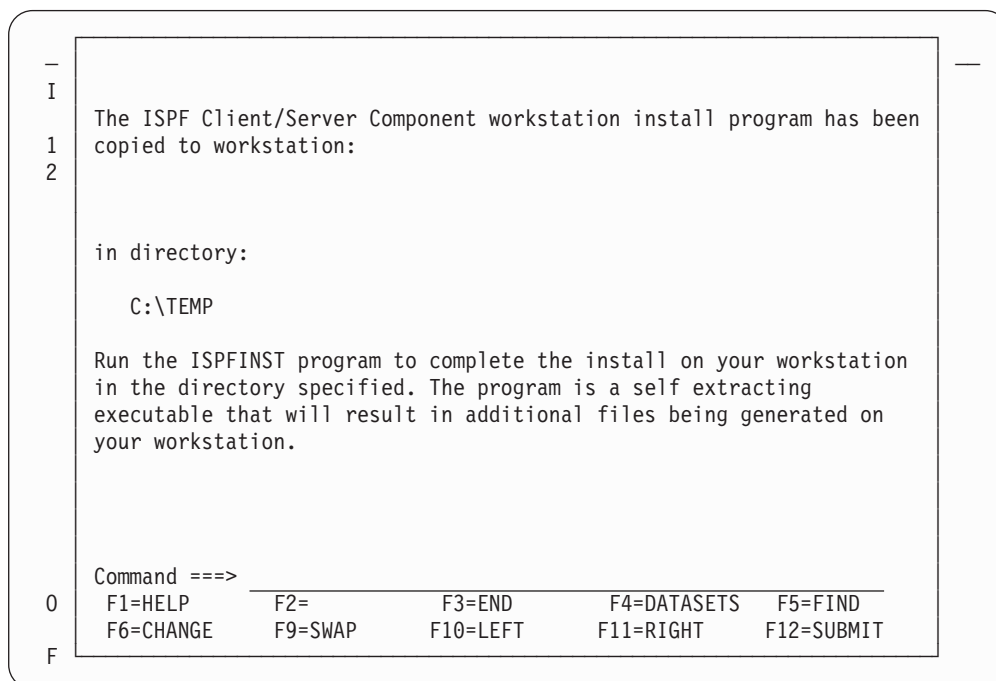 I
The ISPF Client/Server Component workstation install program has been
1 copied to workstation:
2
in directory:
C:\TEMP
Run the ISPFINST program to complete the install on your workstation
in the directory specified. The program is a self extracting
executable that will result in additional files being generated on
your workstation.
Command ===>
O F1=HELP F2= F3=END F4=DATASETS F5=FIND
F6=CHANGE F9=SWAP F10=LEFT F11=RIGHT F12=SUBMIT
F